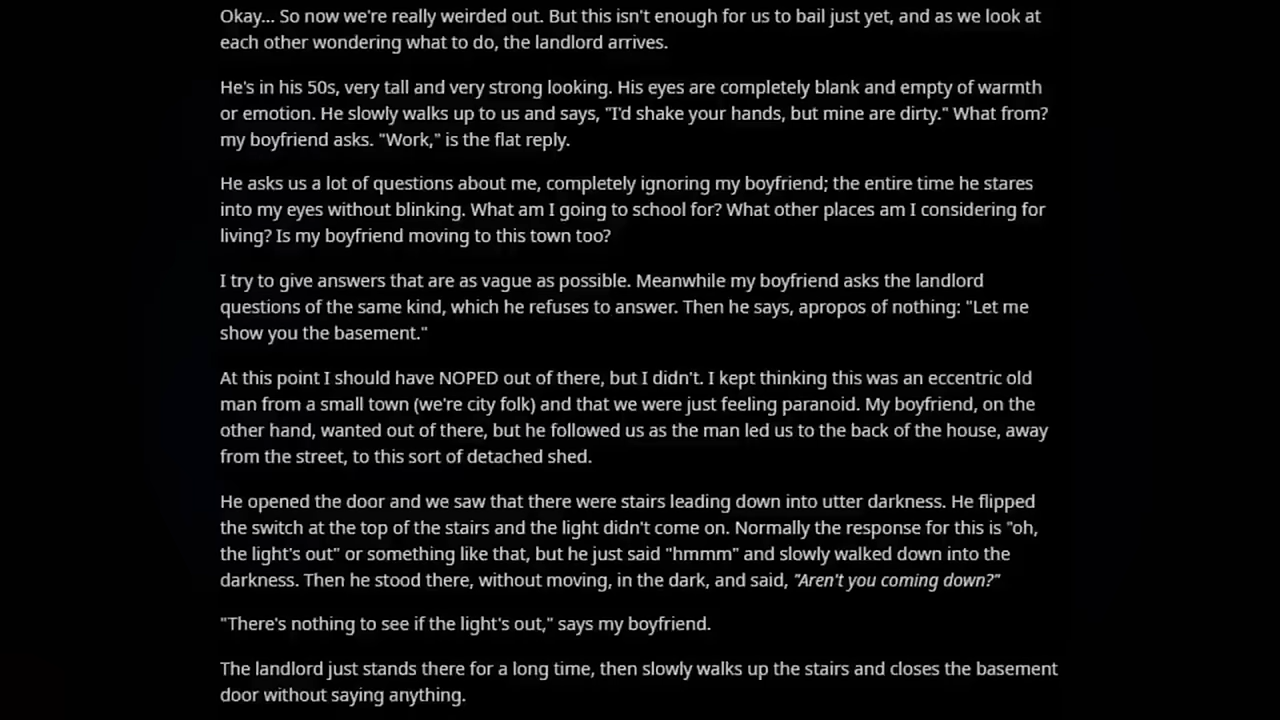 Okay... So now we're really weirded out. But this isn't enough for us to bail just yet, and as we look at
each other wondering what to do, the landlord arrives.
He's in his 50s, very tall and very strong looking. His eyes are completely blank and empty of warmth
or emotion. He slowly walks up to us and says, "I'd shake your hands, but mine are dirty." What from?
my boyfriend asks. "Work," is the flat reply.
He asks us a lot of questions about me, completely ignoring my boyfriend; the entire time he stares
into my eyes without blinking. What am I going to school for? What other places am I considering for
living? Is my boyfriend moving to this town too?
I try to give answers that are as vague as possible. Meanwhile my boyfriend asks the landlord
questions of the same kind, which he refuses to answer. Then he says, apropos of nothing: "Let me
show you the basement."
At this point I should have NOPED out of there, but I didn't. I kept thinking this was an eccentric old
man from a small town (we're city folk) and that we were just feeling paranoid. My boyfriend, on the
other hand, wanted out of there, but he followed us as the man led us to the back of the house, away
from the street, to this sort of detached shed.
He opened the door and we saw that there were stairs leading down into utter darkness. He flipped
the switch at the top of the stairs and the light didn't come on. Normally the response for this is "oh,
the light's out" or something like that, but he just said "hmmm" and slowly walked down into the
darkness. Then he stood there, without moving, in the dark, and said, "Aren't you coming down?"
"There's nothing to see if the light's out," says my boyfriend.
The landlord just stands there for a long time, then slowly walks up the stairs and closes the basement
door without saying anything.